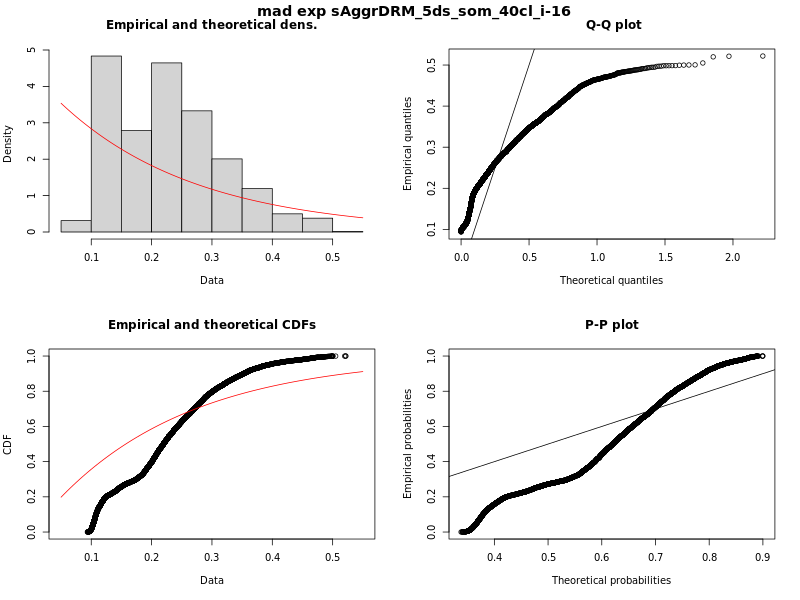 mad exp sAggrDRM_5ds_som_40cl_i-16
Empirical and theoretical dens.
Density
0 1 2 3 4 5
0.1 0.2 0.3 0.4 0.5
Data
Q-Q plot
Empirical quantiles
0.1 0.2 0.3 0.4 0.5
0.0 0.5 1.0 1.5 2.0
Theoretical quantiles
Empirical and theoretical CDFs
CDF
0.0 0.2 0.4 0.6 0.8 1.0
0.1 0.2 0.3 0.4 0.5
Data
P-P plot
Empirical probabilities
0.0 0.2 0.4 0.6 0.8 1.0
0.4 0.5 0.6 0.7 0.8 0.9
Theoretical probabilities